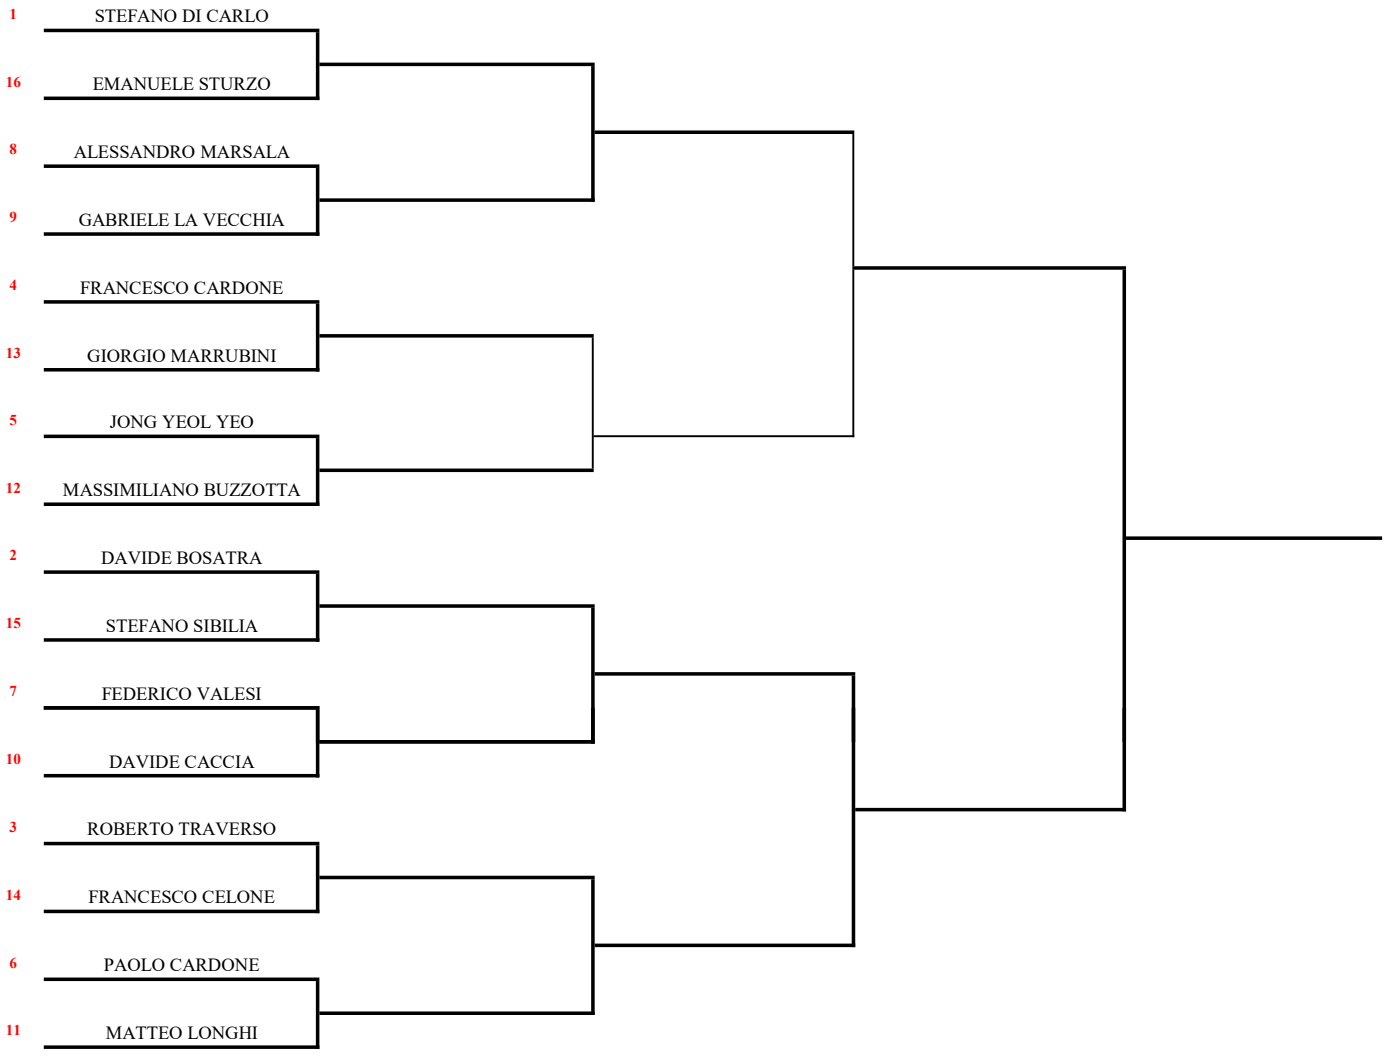 1 STEFANO DI CARLO
16 EMANUELE STURZO
8 ALESSANDRO MARSALA
9 GABRIELE LA VECCHIA
4 FRANCESCO CARDONE
13 GIORGIO MARRUBINI
5 JONG YEOL YEO
12 MASSIMILIANO BUZZOTTA
2 DAVIDE BOSATRA
15 STEFANO SIBILIA
7 FEDERICO VALESI
10 DAVIDE CACCIA
3 ROBERTO TRAVERSO
14 FRANCESCO CELONE
6 PAOLO CARDONE
11 MATTEO LONGHI